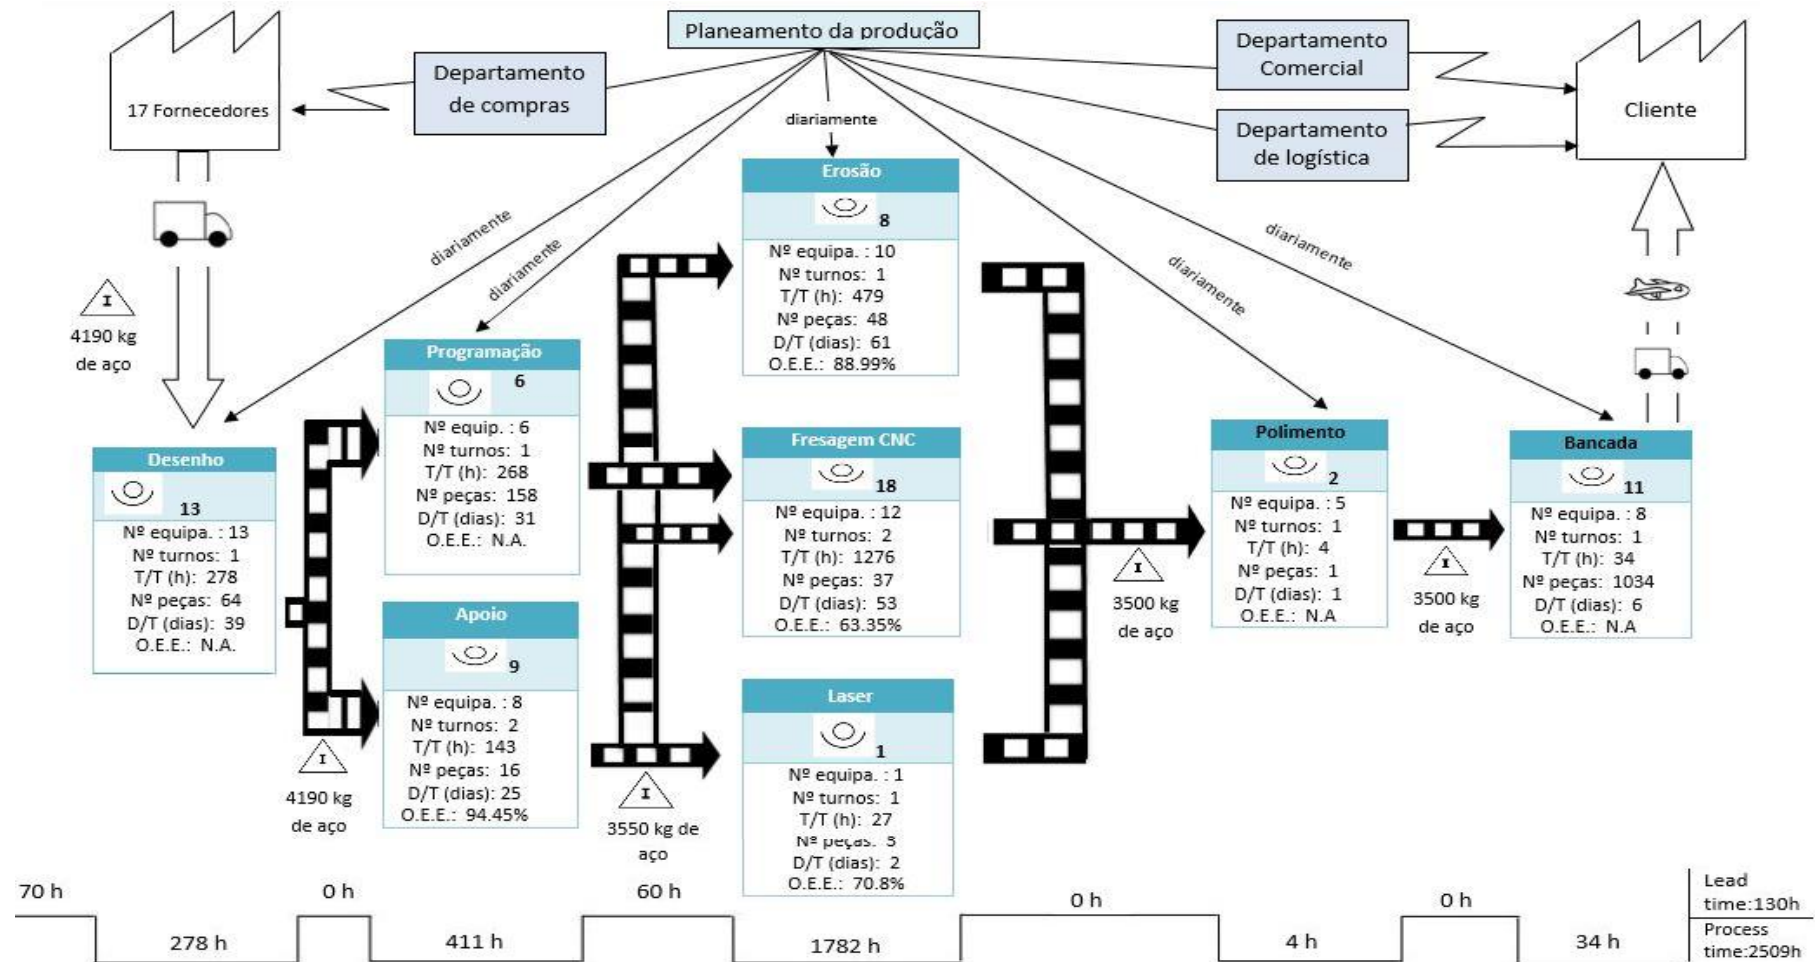 17 Fornecedores
Departamento
de compras
Planeamento da produção
Departamento
Comercial
Departamento
de logística
Cliente
diariamente
diariamente
diariamente
diariamente
diariamente
I
4190 kg
de aço
Desenho
13
Nº equipa. : 13
Nº turnos: 1
T/T (h): 278
Nº peças: 64
D/T (dias): 39
O.E.E.: N.A.
I
4190 kg
de aço
Programação
6
Nº equip. : 6
Nº turnos: 1
T/T (h): 268
Nº peças: 158
D/T (dias): 31
O.E.E.: N.A.
Apoio
9
Nº equipa. : 8
Nº turnos: 2
T/T (h): 143
Nº peças: 16
D/T (dias): 25
O.E.E.: 94.45%
I
3550 kg de
aço
Erosão
8
Nº equipa. : 10
Nº turnos: 1
T/T (h): 479
Nº peças: 48
D/T (dias): 61
O.E.E.: 88.99%
Fresagem CNC
18
Nº equipa. : 12
Nº turnos: 2
T/T (h): 1276
Nº peças: 37
D/T (dias): 53
O.E.E.: 63.35%
Laser
1
Nº equipa. : 1
Nº turnos: 1
T/T (h): 27
Nº peças: 3
D/T (dias): 2
O.E.E.: 70.8%
I
3500 kg
de aço
Polimento
2
Nº equipa. : 5
Nº turnos: 1
T/T (h): 4
Nº peças: 1
D/T (dias): 1
O.E.E.: N.A
I
3500 kg
de aço
Bancada
11
Nº equipa. : 8
Nº turnos: 1
T/T (h): 34
Nº peças: 1034
D/T (dias): 6
O.E.E.: N.A
70 h
0 h
60 h
0 h
0 h
Lead
time:130h
278 h
411 h
1782 h
4 h
34 h
Process
time:2509h